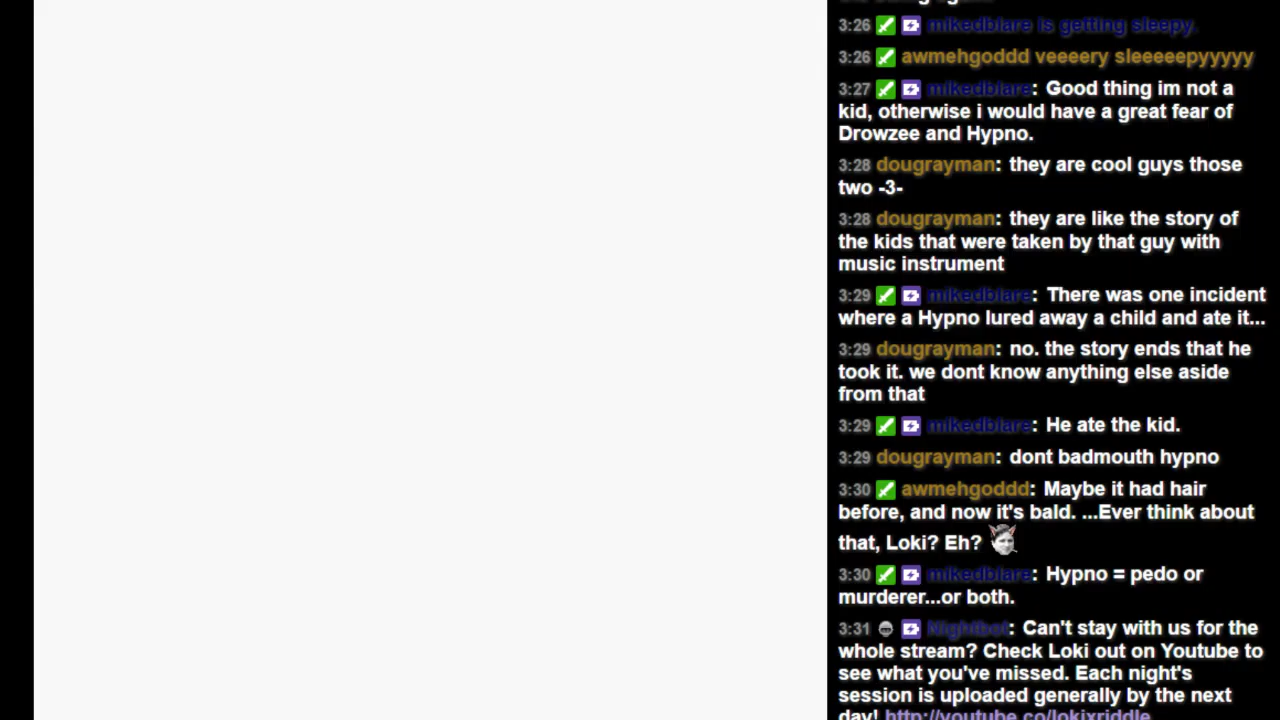 3:26 mikedblare is getting sleepy.
3:26 awmehgoddd veeeery sleeeeepyyyyy
3:27 mikedblare: Good thing im not a
kid, otherwise i would have a great fear of
Drowzee and Hypno.
3:28 dougrayman: they are cool guys those
two -3-
3:28 dougrayman: they are like the story of
the kids that were taken by that guy with
music instrument
3:29 mikedblare: There was one incident
where a Hypno lured away a child and ate it...
3:29 dougrayman: no. the story ends that he
took it. we dont know anything else aside
from that
3:29 mikedblare: He ate the kid.
3:29 dougrayman: dont badmouth hypno
3:30 awmehgoddd: Maybe it had hair
before, and now it's bald. ...Ever think about
that, Loki? Eh?
3:30 mikedblare: Hypno = pedo or
murderer...or both.
3:31 Nightbot: Can't stay with us for the
whole stream? Check Loki out on Youtube to
see what you've missed. Each night's
session is uploaded generally by the next
day! http://youtube.co/lokixriddle